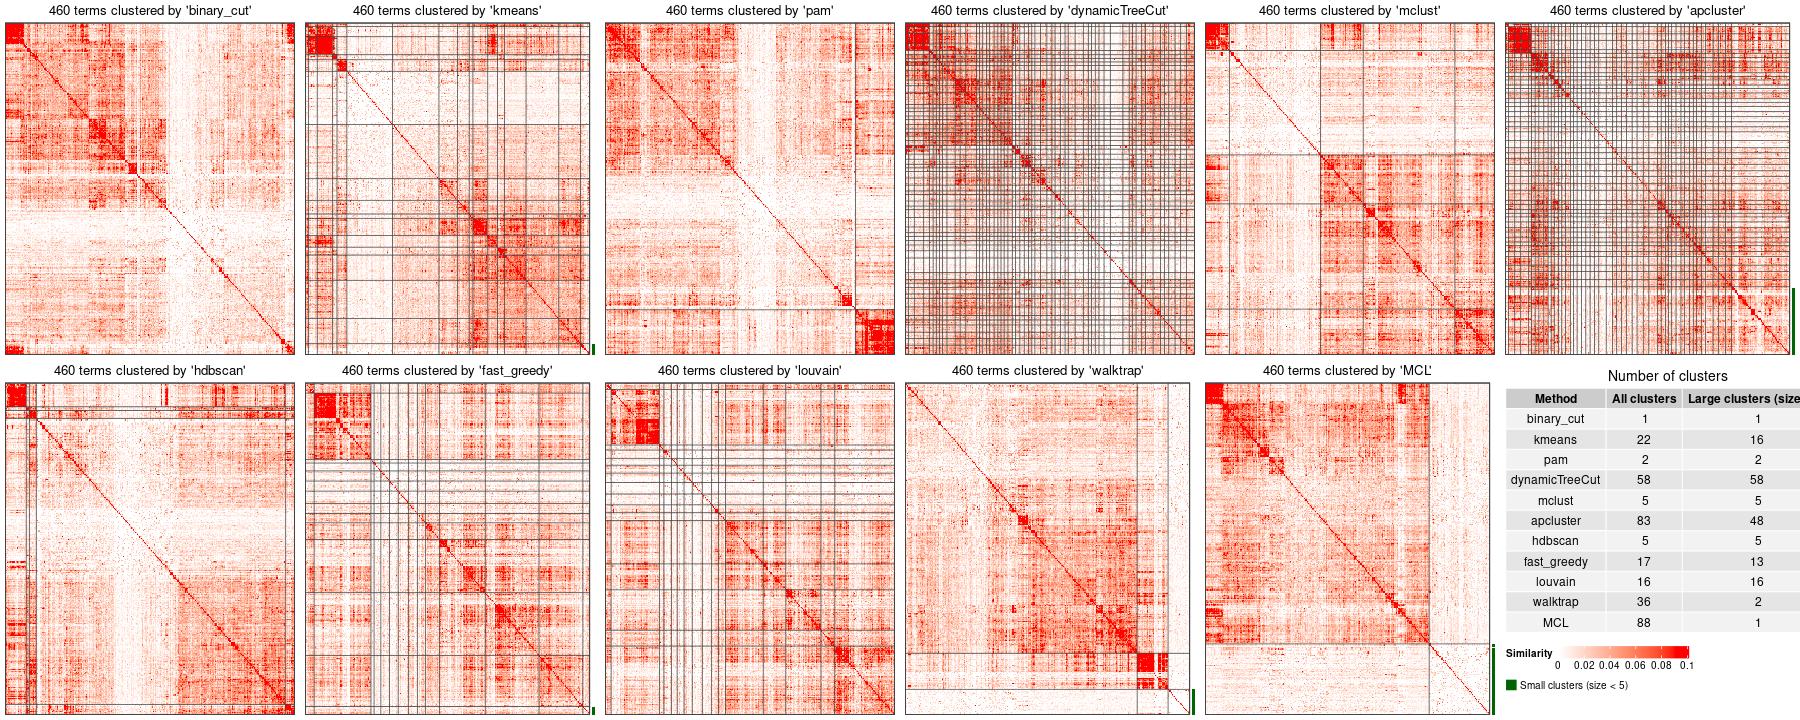 460 terms clustered by 'binary_cut'
460 terms clustered by 'kmeans'
460 terms clustered by 'pam'
460 terms clustered by 'dynamicTreeCut'
460 terms clustered by 'mclust'
460 terms clustered by 'apcluster'
460 terms clustered by 'hdbscan'
460 terms clustered by 'fast_greedy'
460 terms clustered by 'louvain'
460 terms clustered by 'walktrap'
460 terms clustered by 'MCL'
Number of clusters
Method All clusters Large clusters (size
binary_cut 1 1
kmeans 22 16
pam 2 2
dynamicTreeCut 58 58
mclust 5 5
apcluster 83 48
hdbscan 5 5
fast_greedy 17 13
louvain 16 16
walktrap 36 2
MCL 88 1
Similarity
0 0.02 0.04 0.06 0.08 0.1
Small clusters (size < 5)